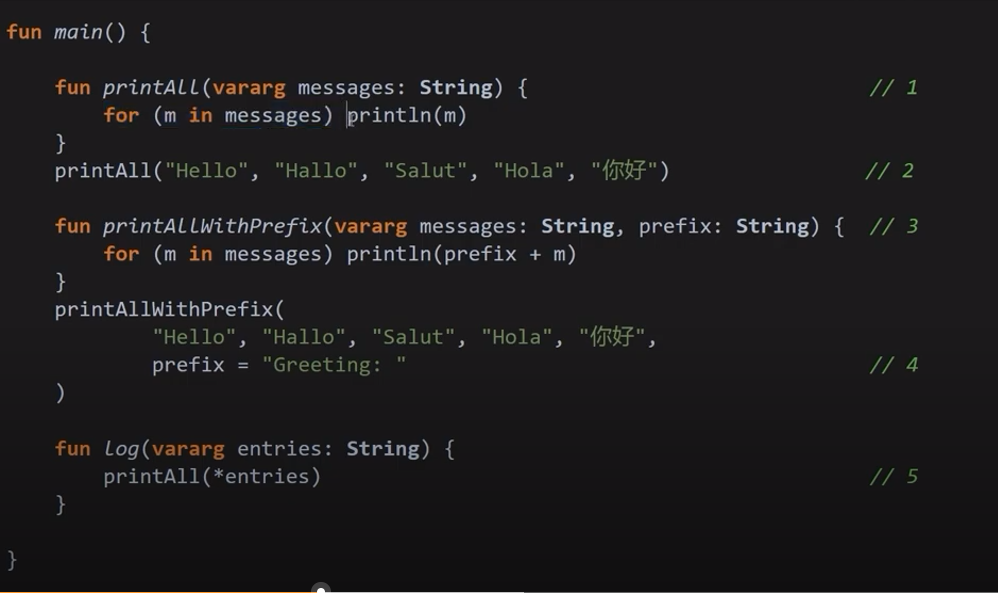 fun main() {
fun printAll(vararg messages: String) { // 1
for (m in messages) println(m)
}
printAll("Hello", "Hallo", "Salut", "Hola", "你好") // 2
fun printAllWithPrefix(vararg messages: String, prefix: String) { // 3
for (m in messages) println(prefix + m)
}
printAllWithPrefix(
"Hello", "Hallo", "Salut", "Hola", "你好",
prefix = "Greeting: " // 4
)
fun log(vararg entries: String) {
printAll(*entries) // 5
}
}